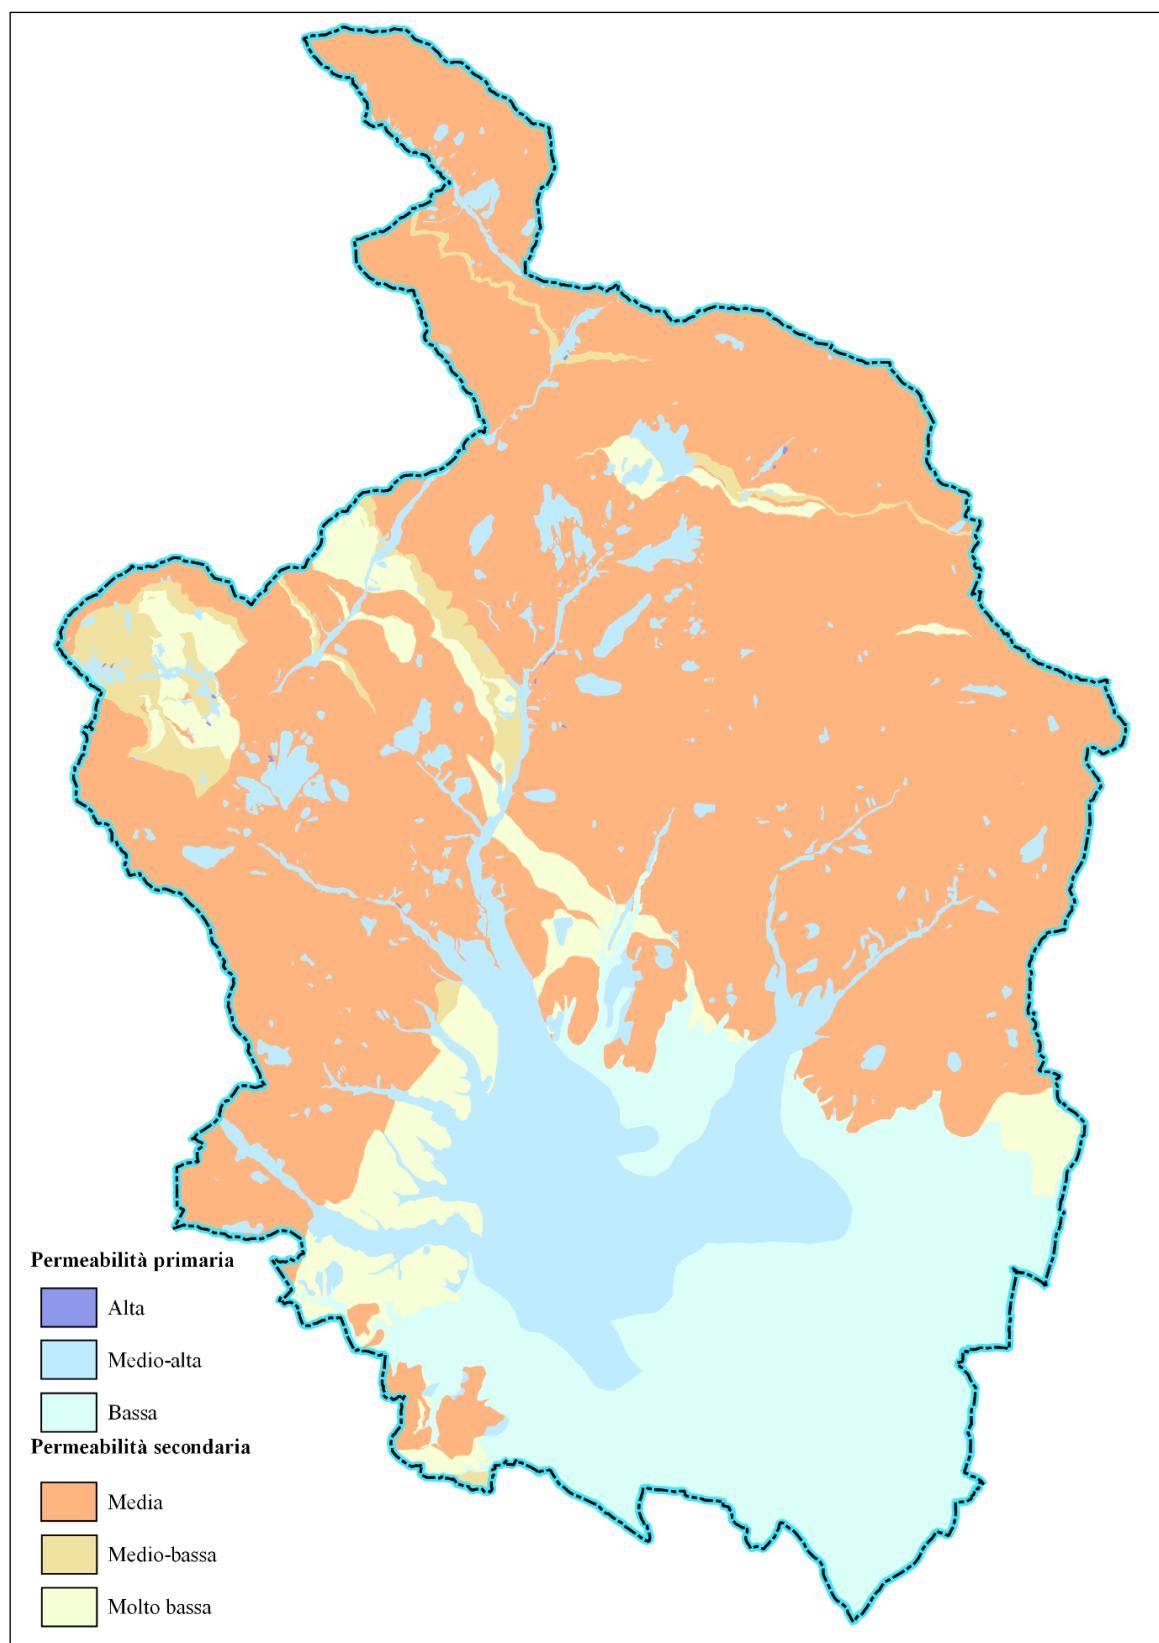 Permeabilità primaria
Alta
Medio-alta
Bassa
Permeabilità secondaria
Media
Medio-bassa
Molto bassa